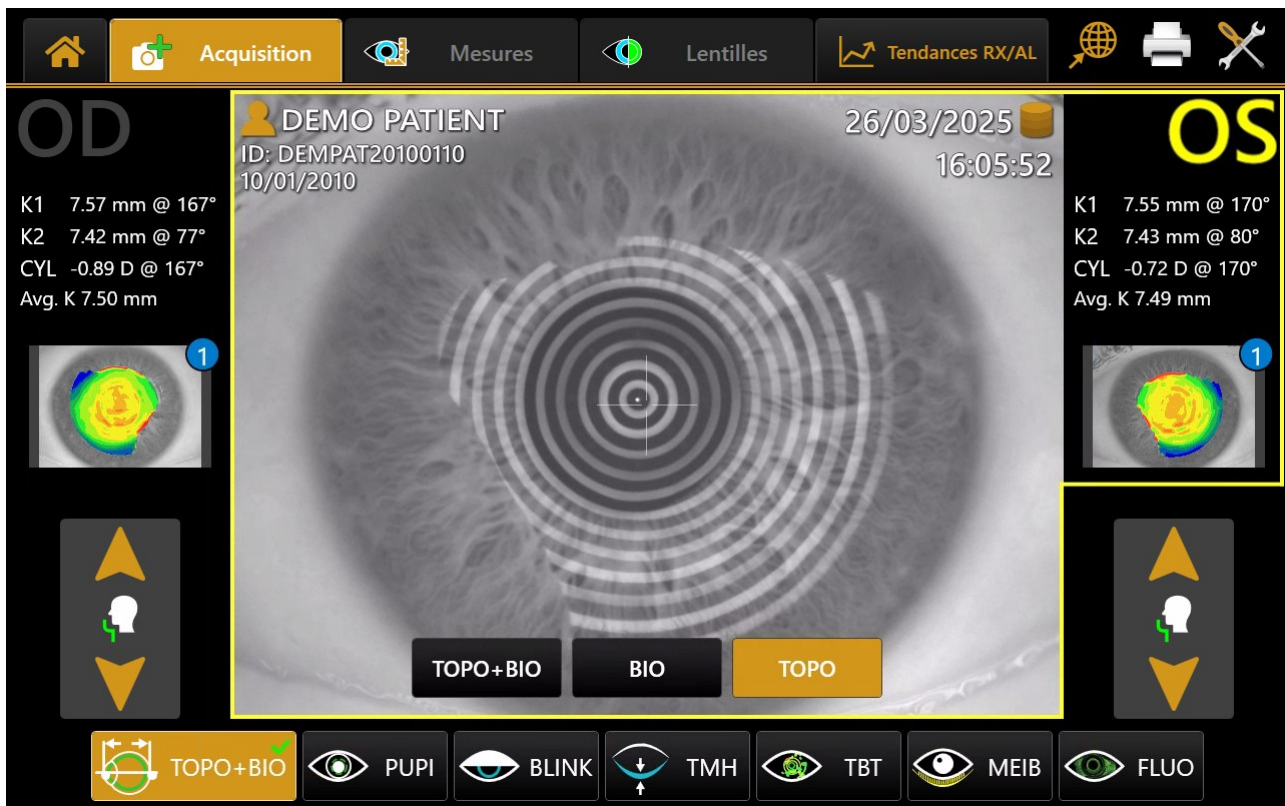 Acquisition
Mesures
Lentilles
Tendances RX/AL
OD
K1 7.57 mm @ 167°
K2 7.42 mm @ 77°
CYL -0.89 D @ 167°
Avg. K 7.50 mm
1
DEMO PATIENT
ID: DEMPAT20100110
10/01/2010
26/03/2025
16:05:52
OS
K1 7.55 mm @ 170°
K2 7.43 mm @ 80°
CYL -0.72 D @ 170°
Avg. K 7.49 mm
1
TOPO+BIO
BIO
TOPO
TOPO+BIO
PUPI
BLINK
TMH
TBT
MEIB
FLUO